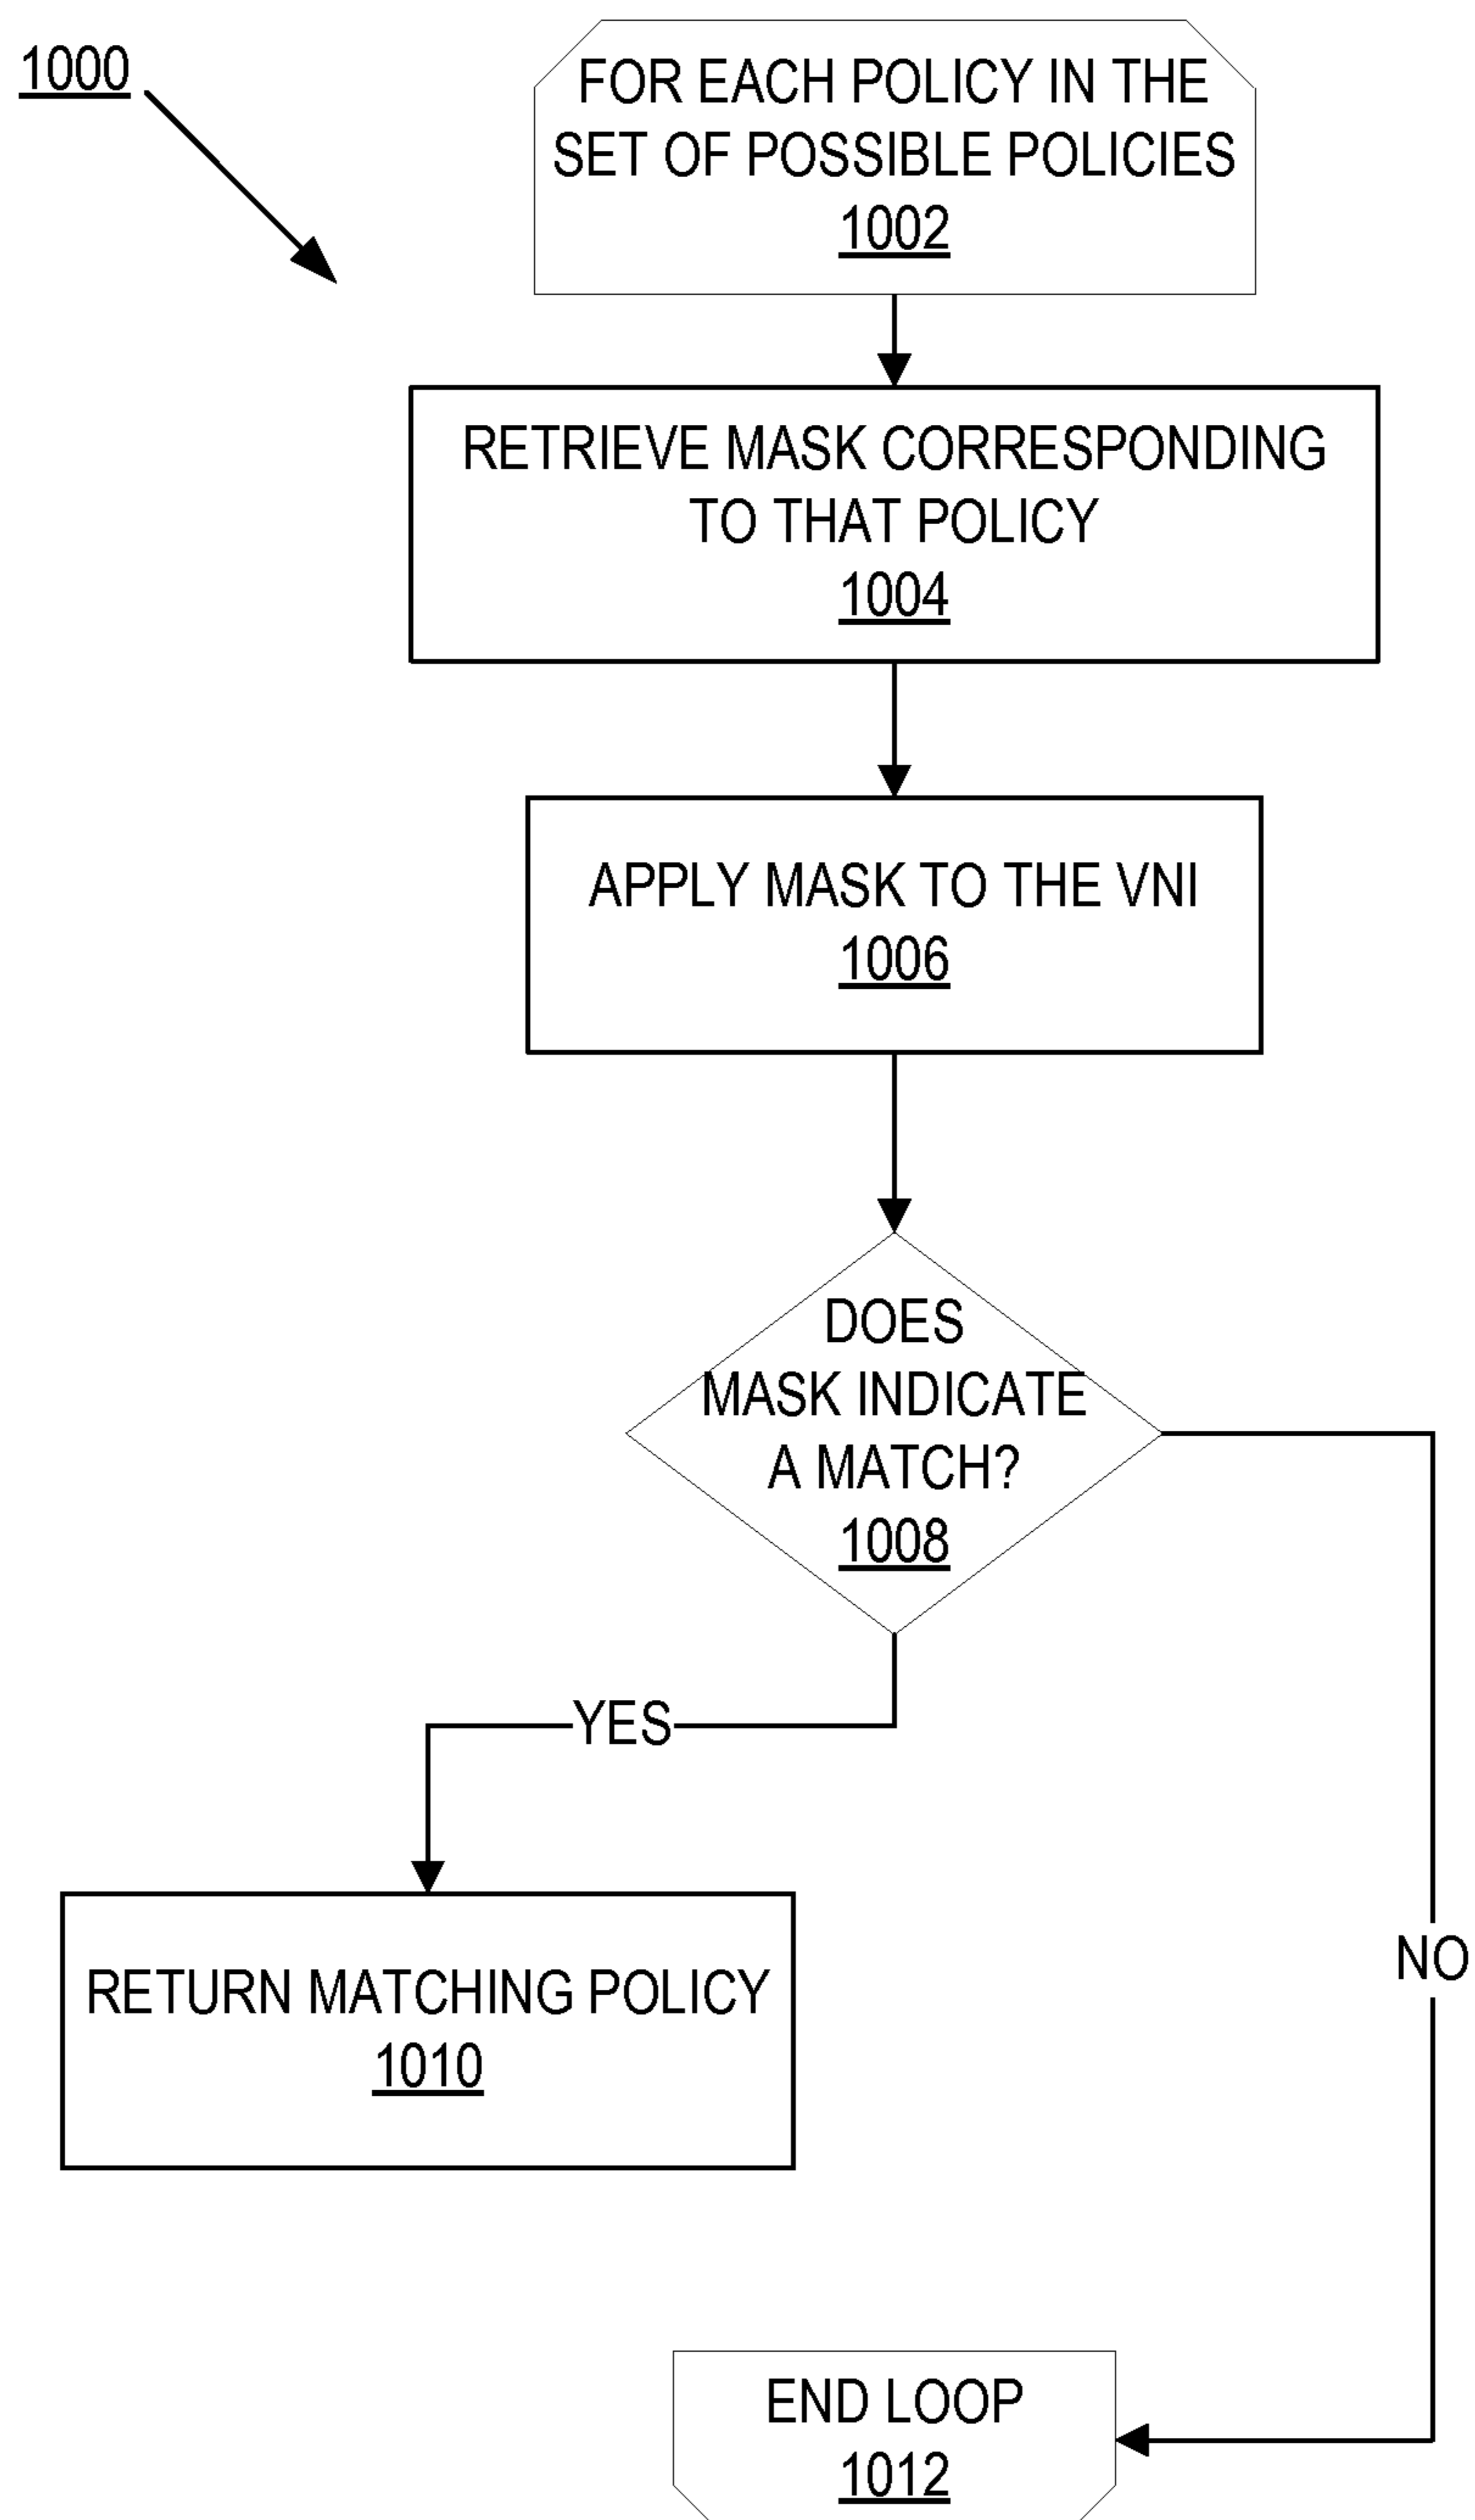 1000
FOR EACH POLICY IN THE
SET OF POSSIBLE POLICIES
1002
RETRIEVE MASK CORRESPONDING
TO THAT POLICY
1004
APPLY MASK TO THE VNI
1006
DOES
MASK INDICATE
A MATCH?
1008
YES
NO
RETURN MATCHING POLICY
1010
END LOOP
1012